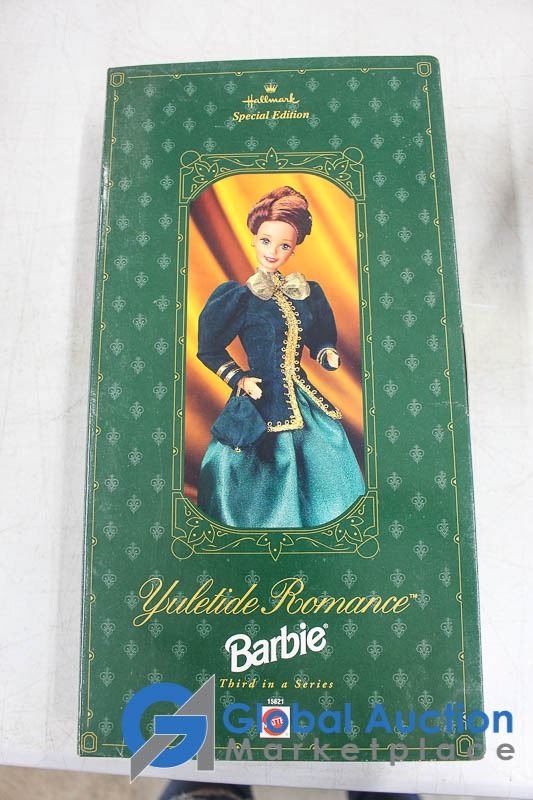 Hallmark
Special Edition
Yuletide Romance™
Barbie®
Third in a Series
15621
Global Auction
Marketplace